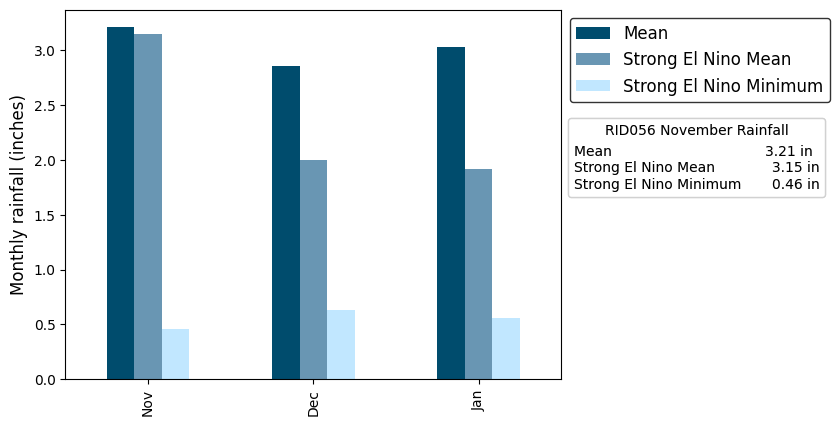 Monthly rainfall (inches)
3.0
2.5
2.0
1.5
1.0
0.5
0.0
Nov
Dec
Jan
Mean
Strong El Nino Mean
Strong El Nino Minimum
RID056 November Rainfall
Mean 3.21 in
Strong El Nino Mean 3.15 in
Strong El Nino Minimum 0.46 in